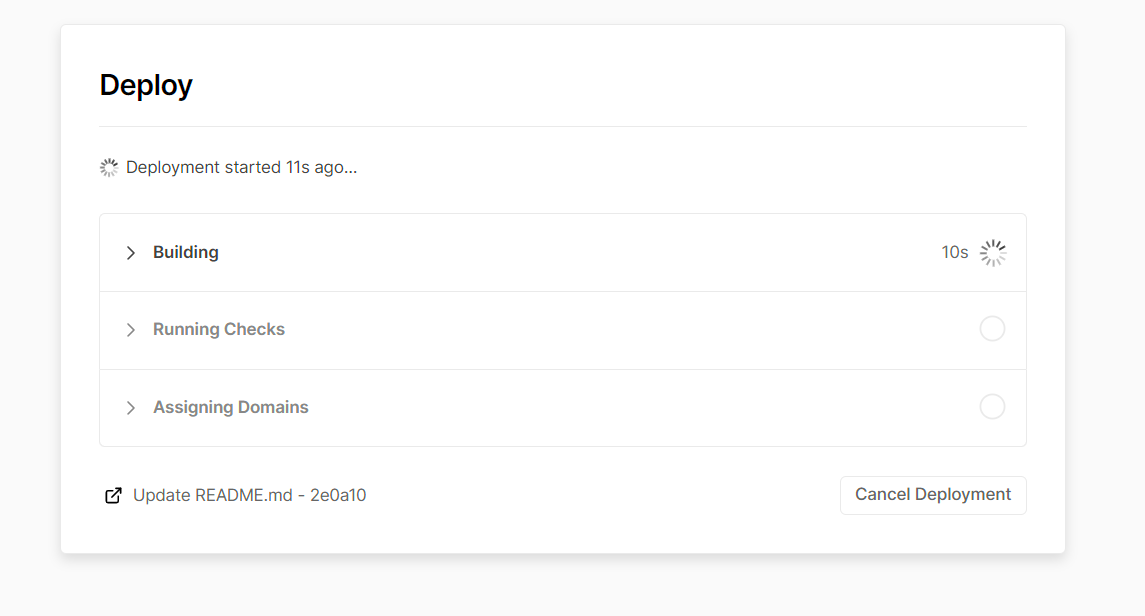 Deploy
Deployment started 11s ago...
Building 10s
Running Checks
Assigning Domains
Update README.md - 2e0a10 Cancel Deployment